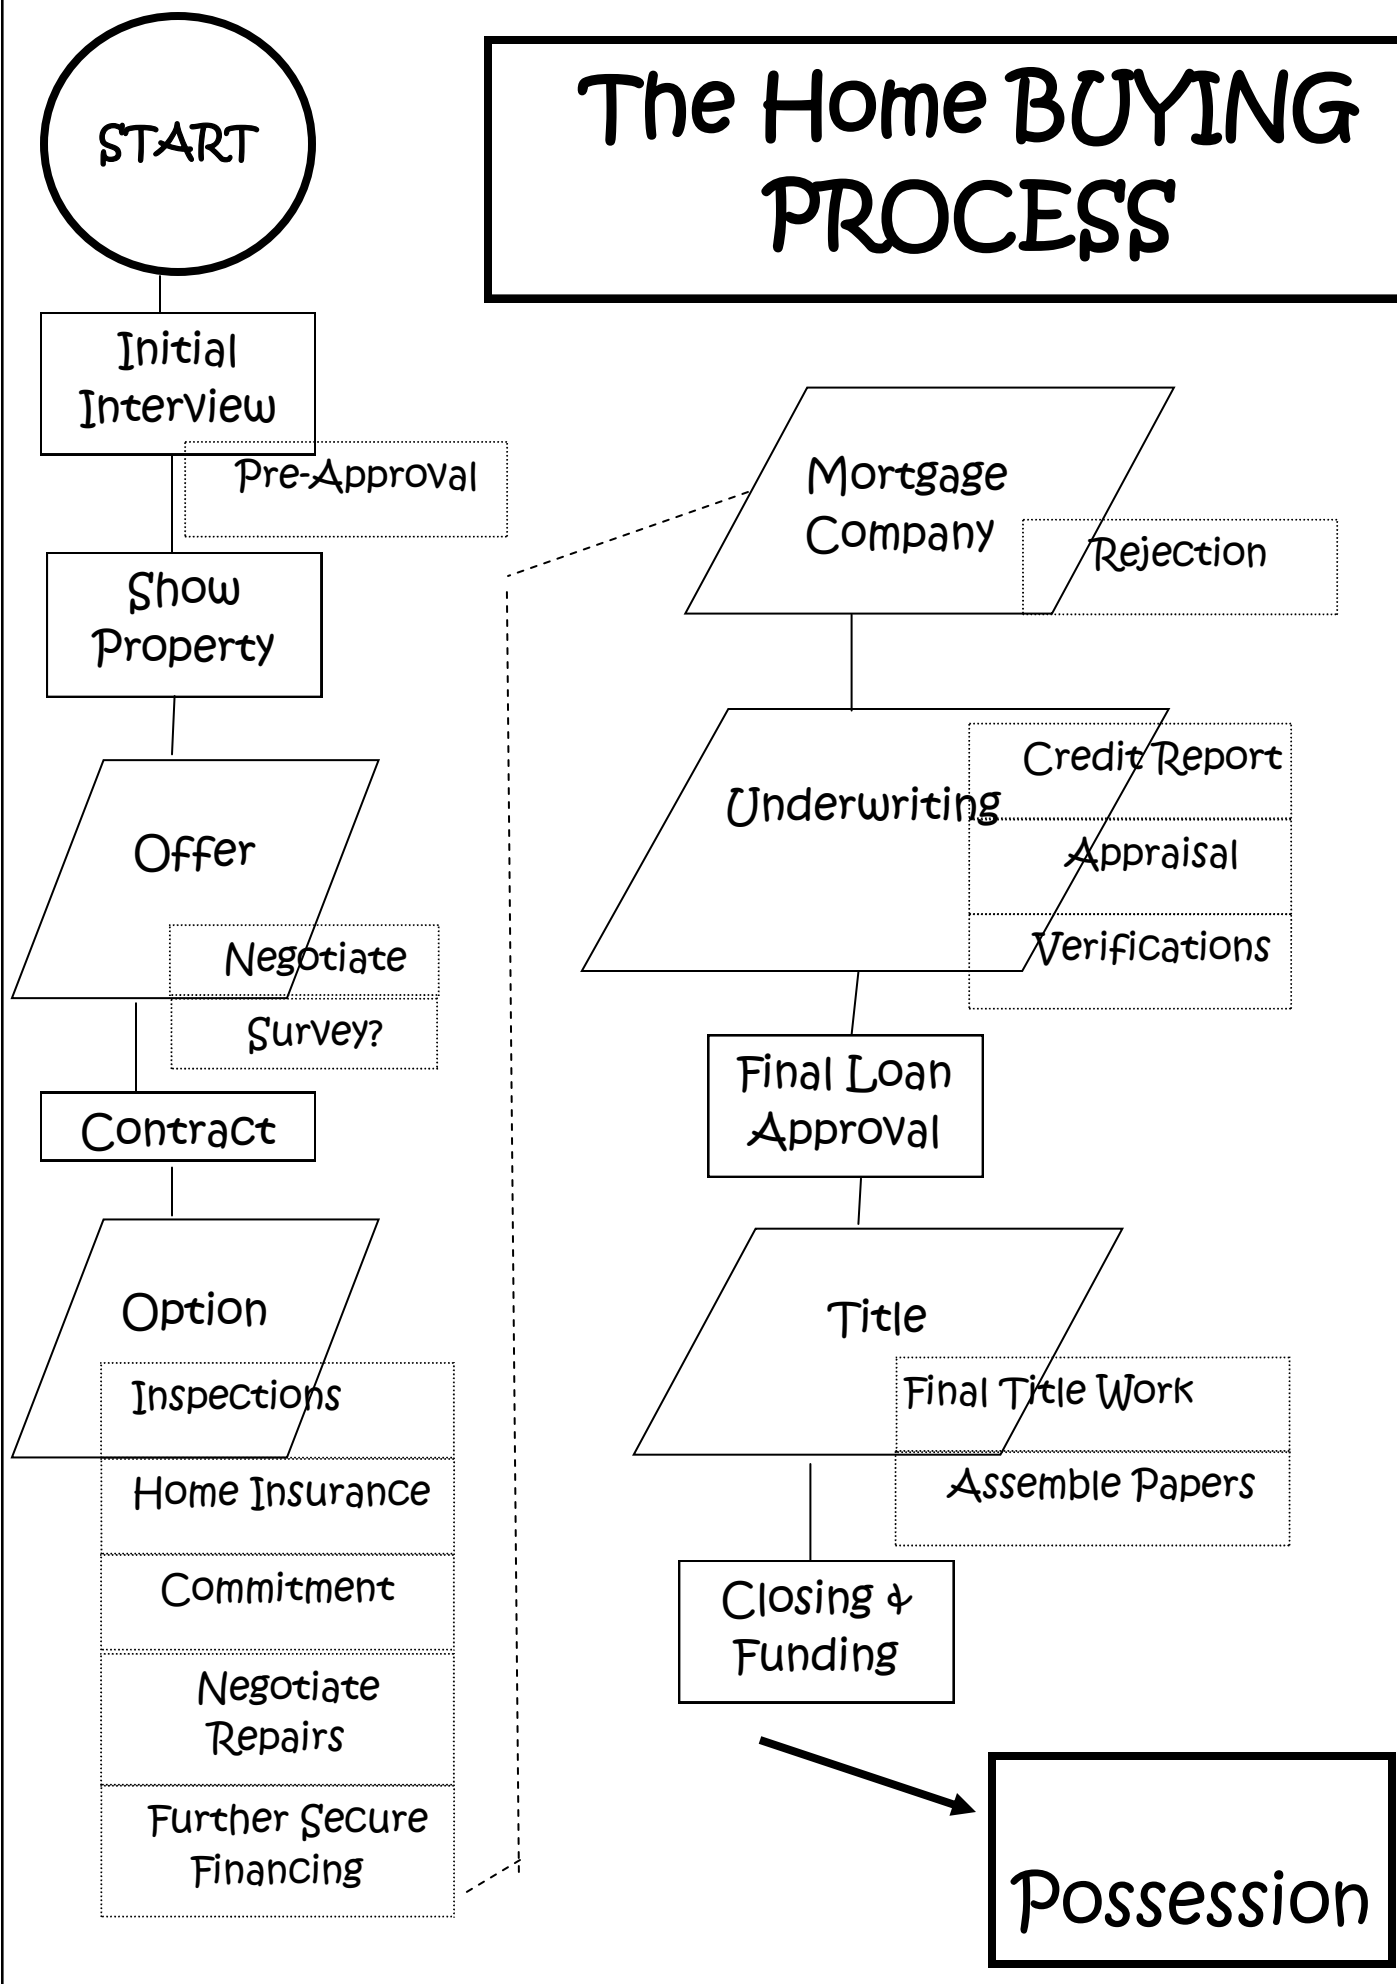 START
The Home BUYING
PROCESS
Initial
Interview
Pre-Approval
Show
Property
Offer
Negotiate
Survey?
Contract
Option
Inspections
Home Insurance
Commitment
Negotiate
Repairs
Further Secure
Financing
Mortgage
Company
Rejection
Underwriting
Credit Report
Appraisal
Verifications
Final Loan
Approval
Title
Final Title Work
Assemble Papers
Closing &
Funding
Possession